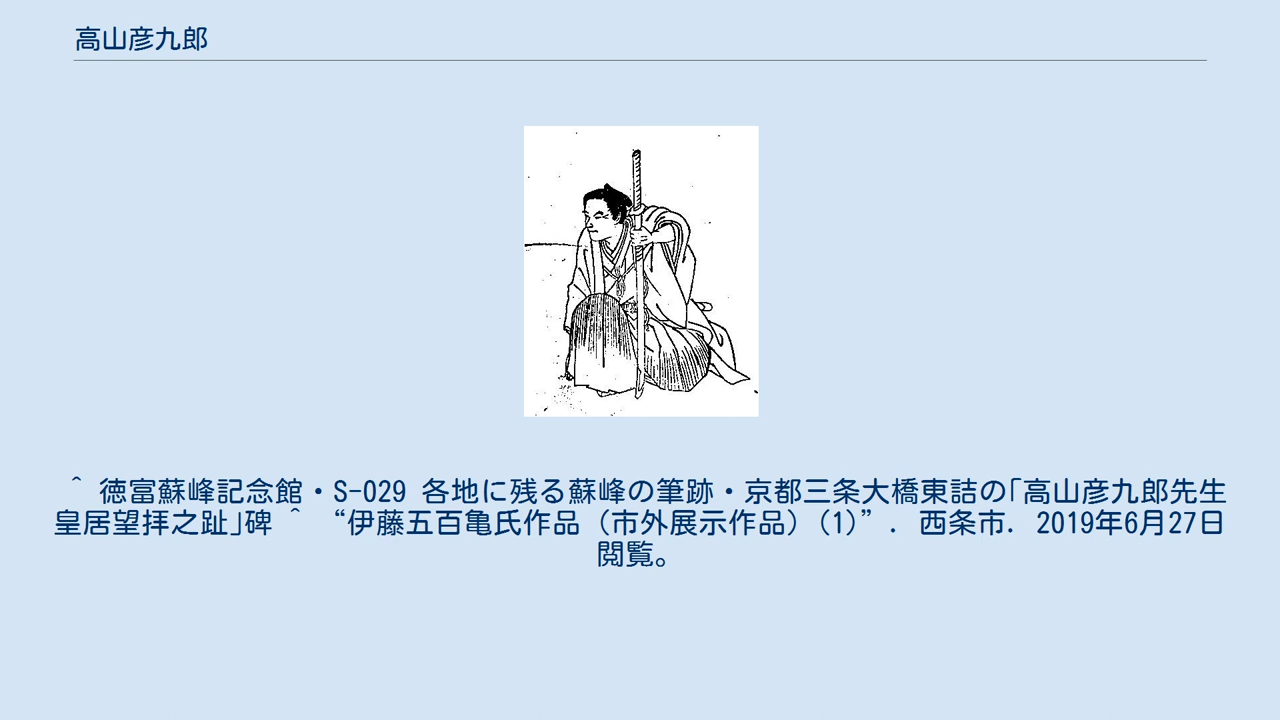 高山彦九郎
＾ 徳富蘇峰記念館・S-029 各地に残る蘇峰の筆跡・京都三条大橋東詰の｢高山彦九郎先生
皇居望拝之趾｣碑 ＾ “伊藤五百亀氏作品（市外展示作品）（1）”. 西条市. 2019年6月27日
閲覧。